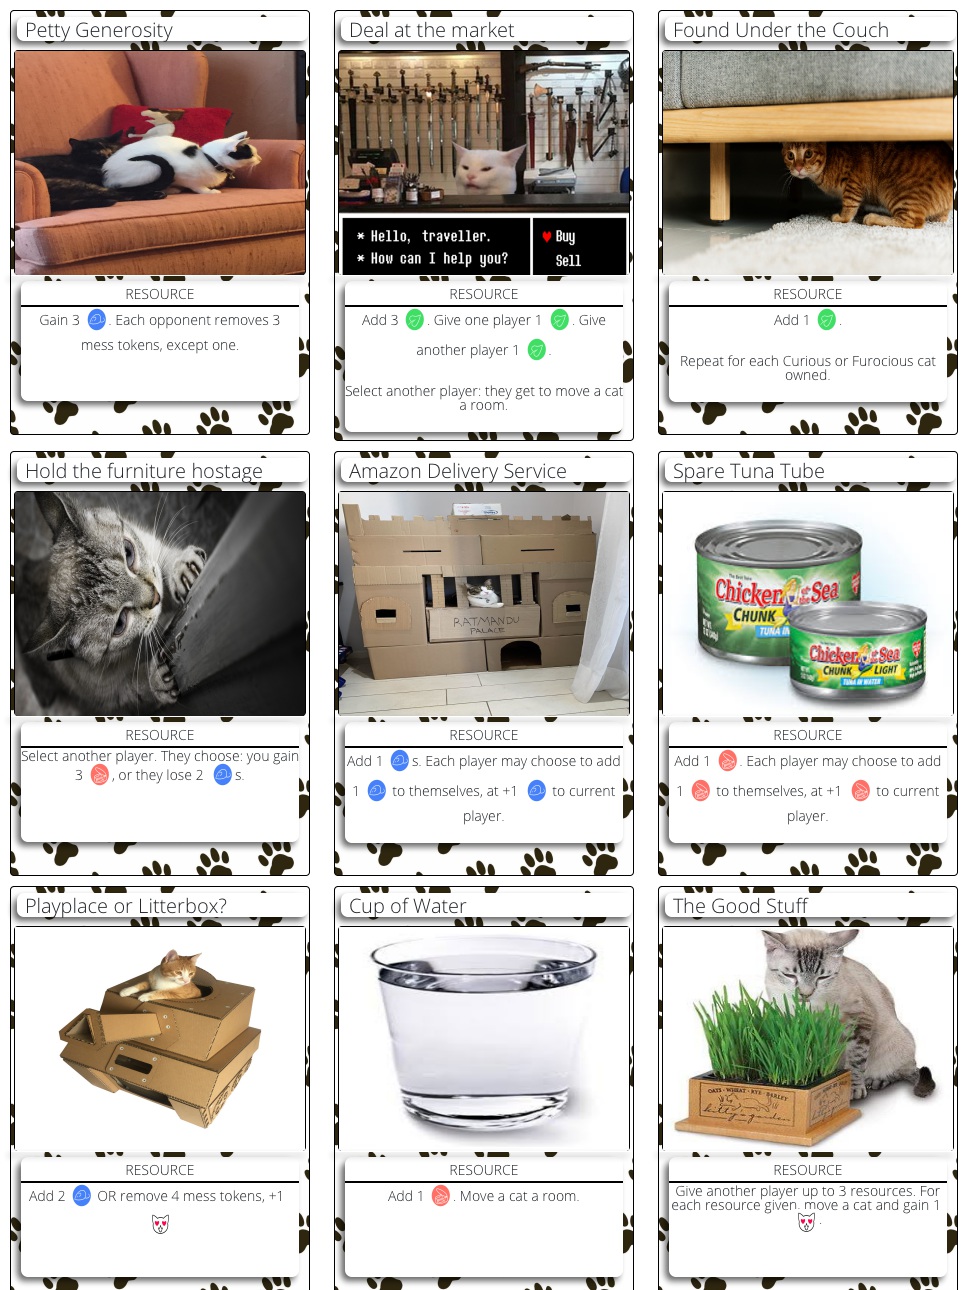 Petty Generosity
RESOURCE
Gain 3 . Each opponent removes 3
mess tokens, except one.
Deal at the market
* Hello, traveller.
* How can I help you?
Buy
Sell
RESOURCE
Add 3 . Give one player 1 . Give
another player 1 .
Select another player: they get to move a cat
a room.
Found Under the Couch
RESOURCE
Add 1 .
Repeat for each Curious or Furocious cat
owned.
Hold the furniture hostage
RESOURCE
Select another player. They choose: you gain
3 , or they lose 2 s.
Amazon Delivery Service
RATMANDU
PALACE
RESOURCE
Add 1 s. Each player may choose to add
1 to themselves, at +1 to current
player.
Spare Tuna Tube
Chicken of the Sea
CHUNK
TUNA IN
Chicken of the Sea
CHUNK LIGHT
TUNA IN WATER
RESOURCE
Add 1 . Each player may choose to add
1 to themselves, at +1 to current
player.
Playplace or Litterbox?
RESOURCE
Add 2 OR remove 4 mess tokens, +1
Cup of Water
RESOURCE
Add 1 . Move a cat a room.
The Good Stuff
OATS · WHEAT · RYE · BARLEY
RESOURCE
Give another player up to 3 resources. For
each resource given, move a cat and gain 1
.